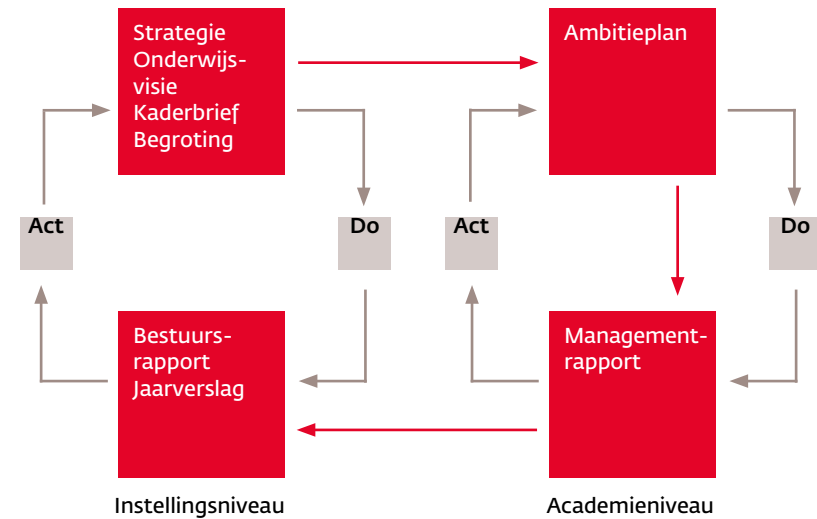 Strategie
Onderwijs-
visie
Kaderbrief
Begroting
Ambitieplan
Act
Do
Act
Do
Bestuurs-
rapport
Jaarverslag
Management-
rapport
Instellingsniveau
Academieniveau